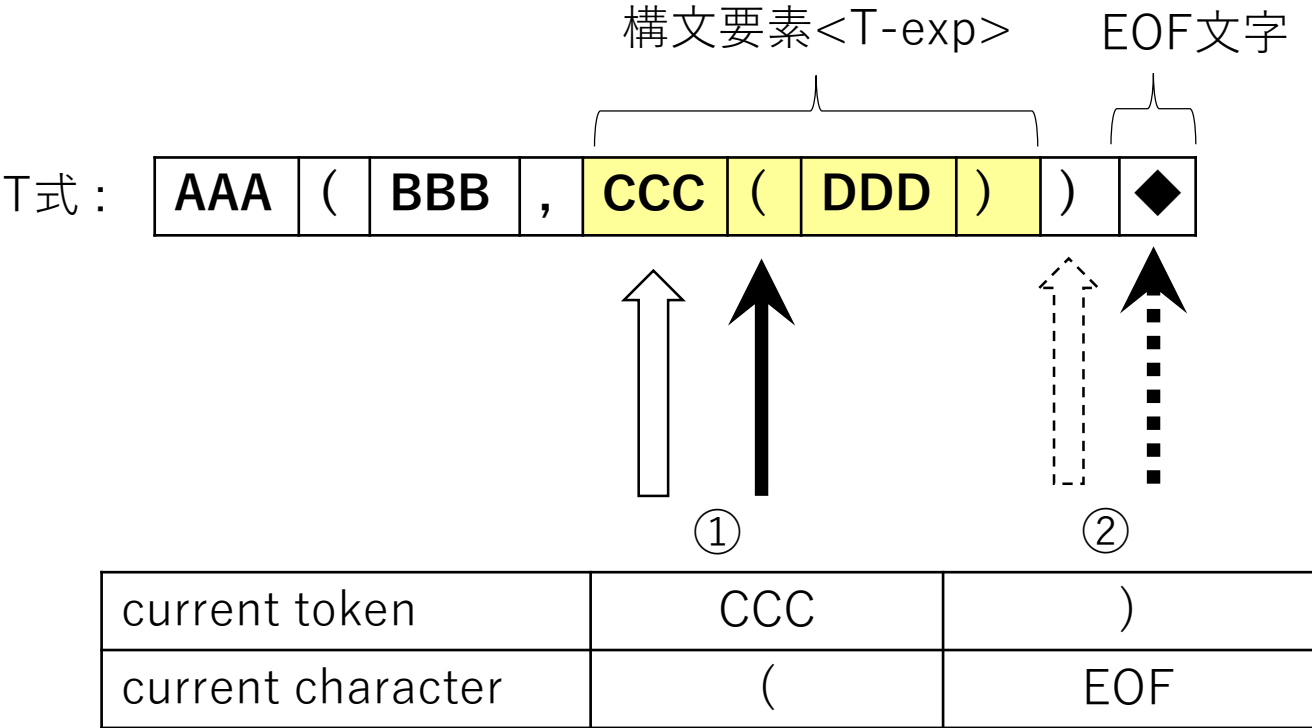 構文要素<T-exp> EOF文字
T式： AAA ( BBB , CCC ( DDD ) ) ◆
① ②
current token CCC )
current character ( EOF